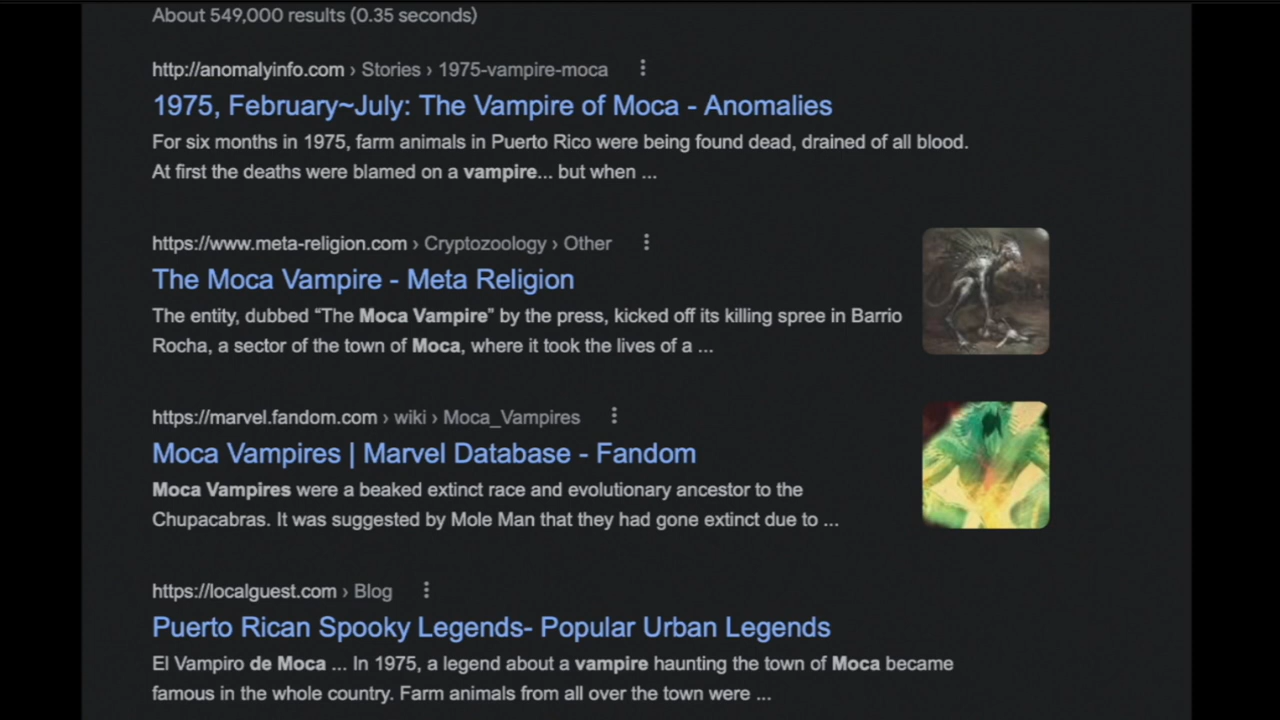 About 549,000 results (0.35 seconds)
http://anomalyinfo.com › Stories › 1975-vampire-moca
1975, February~July: The Vampire of Moca - Anomalies
For six months in 1975, farm animals in Puerto Rico were being found dead, drained of all blood.
At first the deaths were blamed on a vampire... but when ...
https://www.meta-religion.com › Cryptozoology › Other
The Moca Vampire - Meta Religion
The entity, dubbed “The Moca Vampire” by the press, kicked off its killing spree in Barrio
Rocha, a sector of the town of Moca, where it took the lives of a ...
https://marvel.fandom.com › wiki › Moca_Vampires
Moca Vampires | Marvel Database - Fandom
Moca Vampires were a beaked extinct race and evolutionary ancestor to the
Chupacabras. It was suggested by Mole Man that they had gone extinct due to ...
https://localguest.com › Blog
Puerto Rican Spooky Legends- Popular Urban Legends
El Vampiro de Moca ... In 1975, a legend about a vampire haunting the town of Moca became
famous in the whole country. Farm animals from all over the town were ...